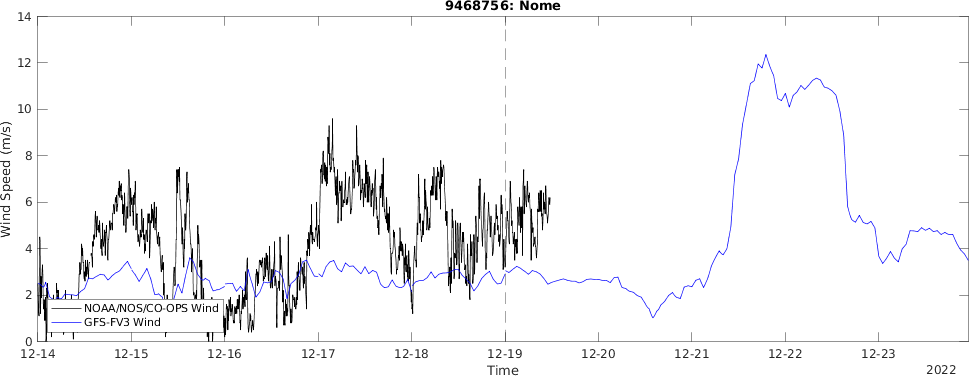 9468756: Nome
Wind Speed (m/s)
14
12
10
8
6
4
2
0
NOAA/NOS/CO-OPS Wind
GFS-FV3 Wind
12-14 12-15 12-16 12-17 12-18 12-19 12-20 12-21 12-22 12-23
Time
2022